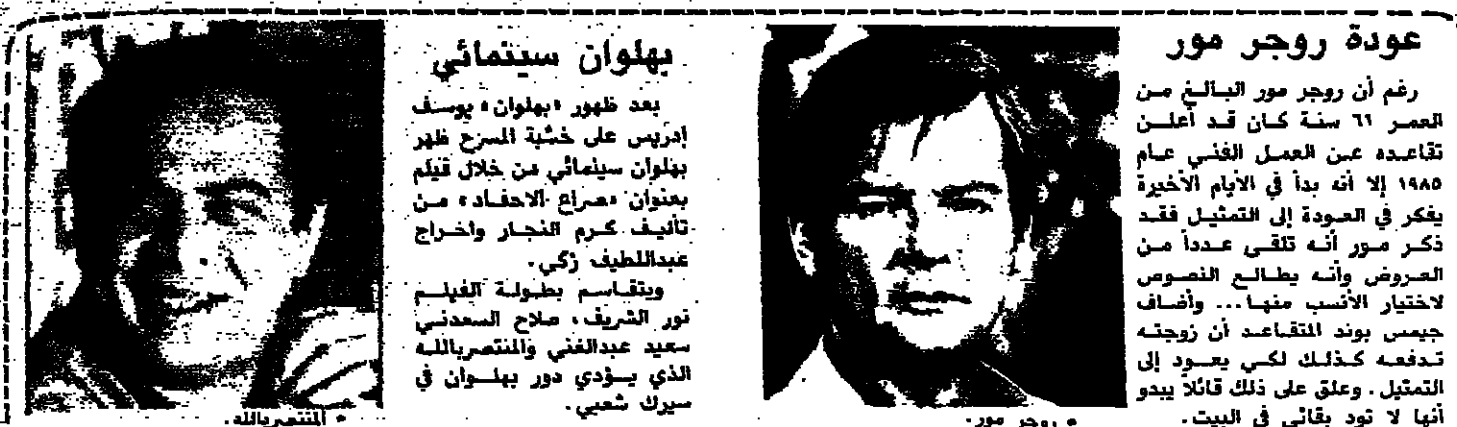 عودة روجر مور
رغم أن روجر مور البالغ من
العمر ٦١ سنة كان قد أعلن
تقاعده عن العمل الفني عام
١٩٨٥ إلا أنه بدأ في الأيام الأخيرة
يفكر في العودة إلى التمثيل فقد
ذكر مور أنه تلقى عدداً من
العروض وأنه يطالع النصوص
لاختيار الأنسب منها... وأضاف
جيمس بوند المتقاعد أن زوجته
تدفعه كذلك لكي يعود إلى
التمثيل. وعلق على ذلك قائلاً يبدو
أنها لا تود بقائي في البيت.
• روجر مور.
بهلوان سينمائي
بعد ظهور «بهلوان» يوسف
إدريس على خشبة المسرح ظهر
بهلوان سينمائي من خلال فيلم
بعنوان «صراع الاحفاد» من
تأليف كرم النجار واخراج
عبداللطيف زكي.
ويتقاسم بطولة الفيلم
نور الشريف، صلاح السعدني
سعيد عبدالغني والمنتصربالله
الذي يؤدي دور بهلوان في
سيرك شعبي.
• المنتصربالله.